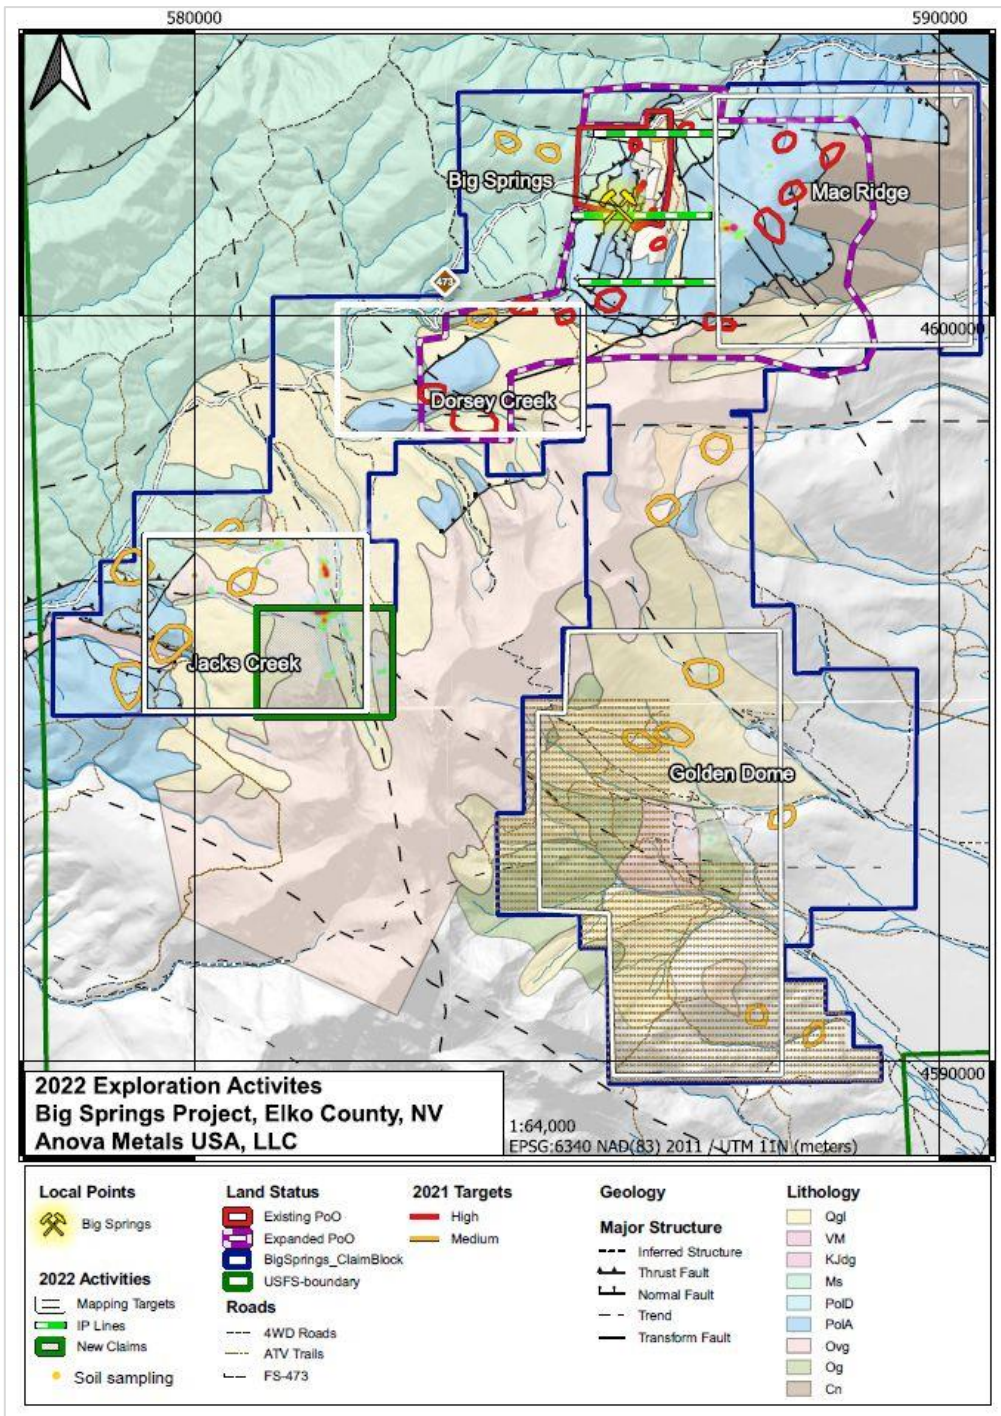 580000
590000
Big Springs
Mac Ridge
473
4600000
Dorsey Creek
Jacks Creek
Golden Dome
4590000
2022 Exploration Activites
Big Springs Project, Elko County, NV
Anova Metals USA, LLC
1:64,000
EPSG:6340 NAD(83) 2011 / UTM 11N (meters)
Local Points
Big Springs
2022 Activities
Mapping Targets
IP Lines
New Claims
Soil sampling
Land Status
Existing PoO
Expanded PoO
BigSprings_ClaimBlock
USFS-boundary
Roads
4WD Roads
ATV Trails
FS-473
2021 Targets
High
Medium
Geology
Major Structure
Inferred Structure
Thrust Fault
Normal Fault
Trend
Transform Fault
Lithology
Qgl
VM
KJdg
Ms
PolD
PolA
Ovg
Og
Cn